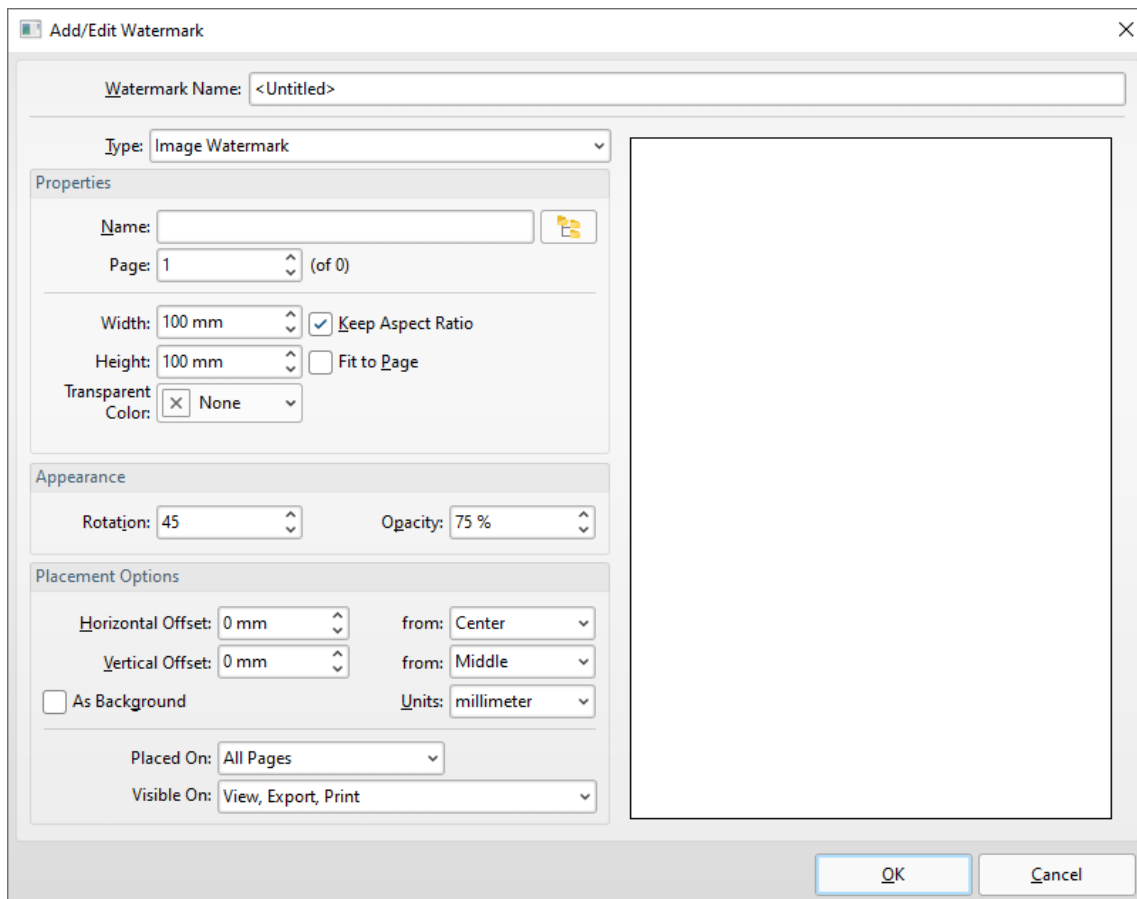 Add/Edit Watermark
Watermark Name: <Untitled>
Type: Image Watermark
Properties
Name:
Page: 1 (of 0)
Width: 100 mm Keep Aspect Ratio
Height: 100 mm Fit to Page
Transparent
Color: None
Appearance
Rotation: 45 Opacity: 75 %
Placement Options
Horizontal Offset: 0 mm from: Center
Vertical Offset: 0 mm from: Middle
As Background Units: millimeter
Placed On: All Pages
Visible On: View, Export, Print
OK Cancel